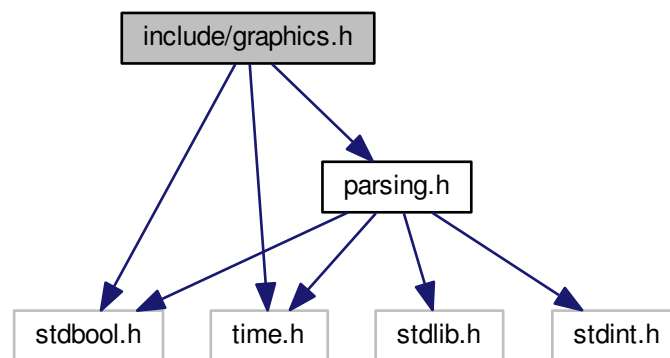 include/graphics.h
parsing.h
stdbool.h
time.h
stdlib.h
stdint.h